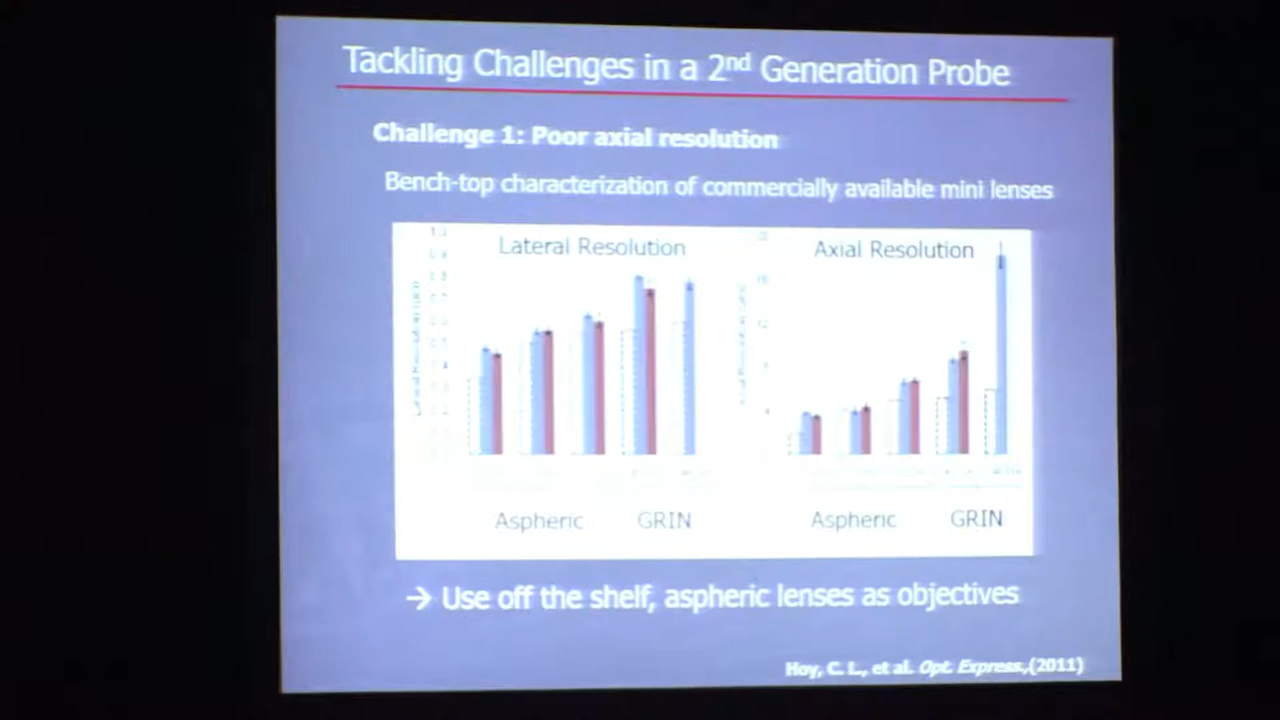 Tackling Challenges in a 2nd Generation Probe
Challenge 1: Poor axial resolution
Bench-top characterization of commercially available mini lenses
Lateral Resolution
Axial Resolution
Aspheric
GRIN
Aspheric
GRIN
→ Use off the shelf, aspheric lenses as objectives
Hoy, C. L., et al. Opt. Express,(2011)